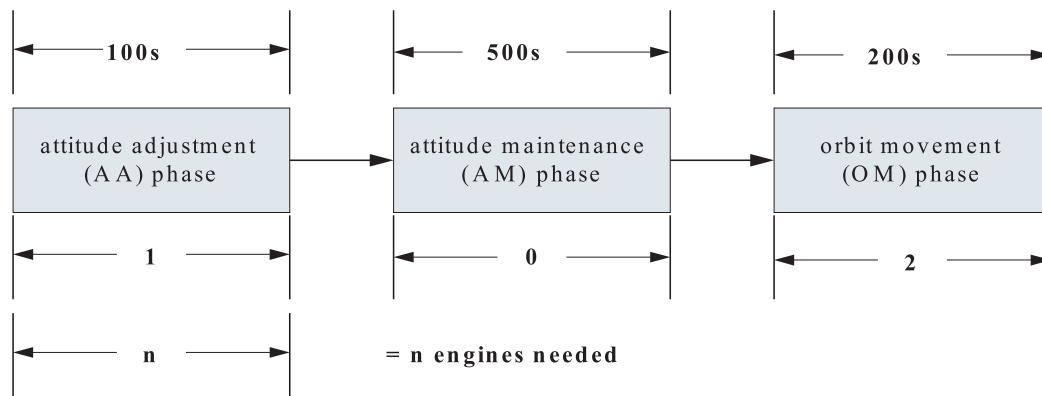 100s
500s
200s
attitude adjustment
(AA) phase
attitude maintenance
(AM) phase
orbit movement
(OM) phase
1
0
2
n
= n engines needed